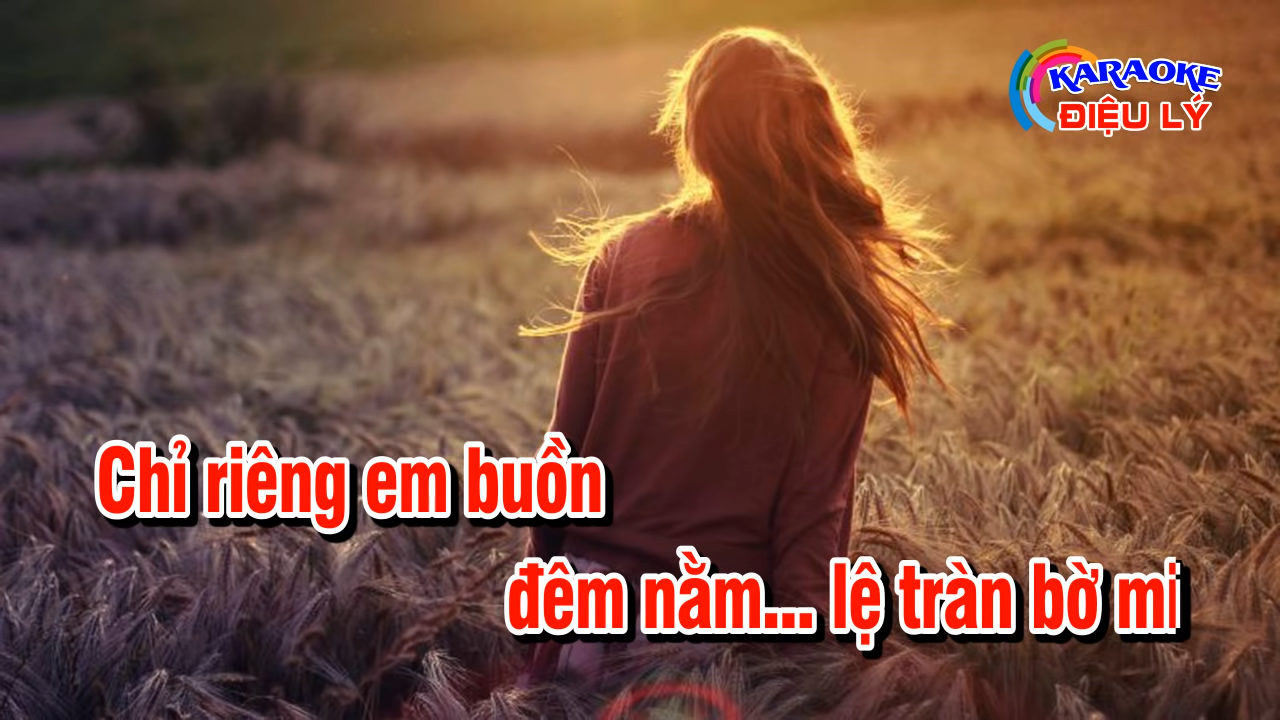 KARAOKE
ĐIỆU LÝ
Chỉ riêng em buồn
đêm nằm... lệ tràn bờ mi